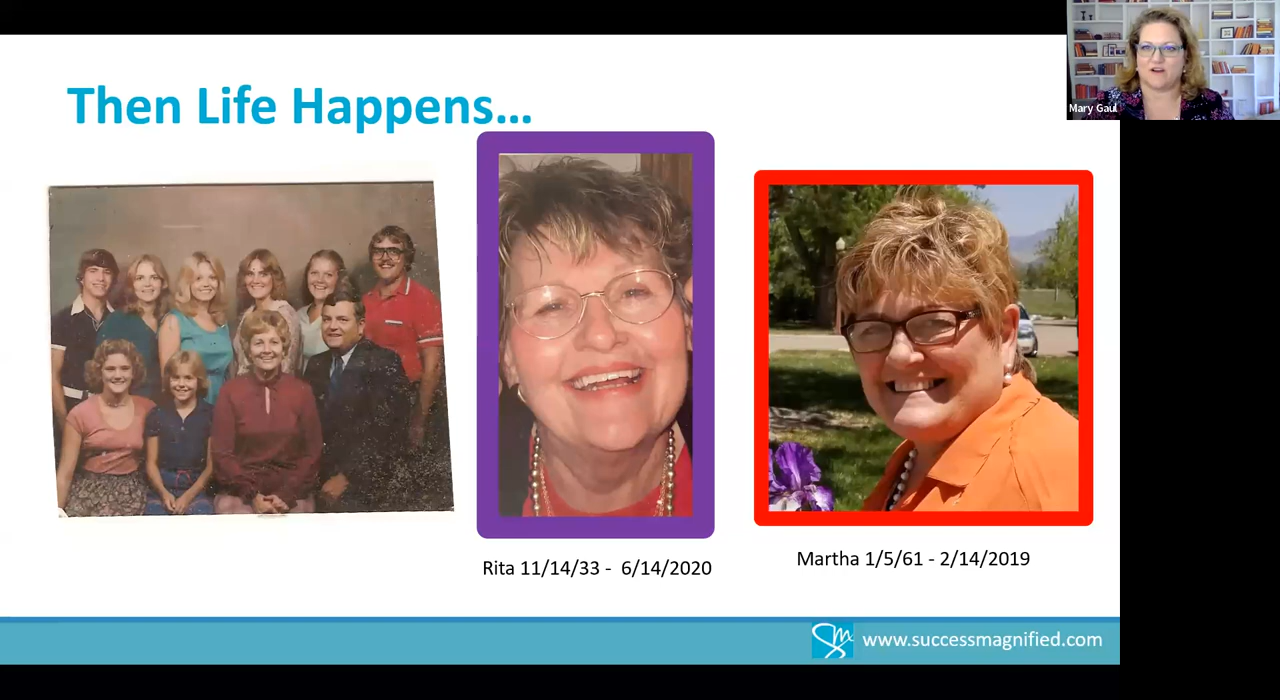 Mary Gaul
Then Life Happens...
Rita 11/14/33 - 6/14/2020
Martha 1/5/61 - 2/14/2019
SM www.successmagnified.com